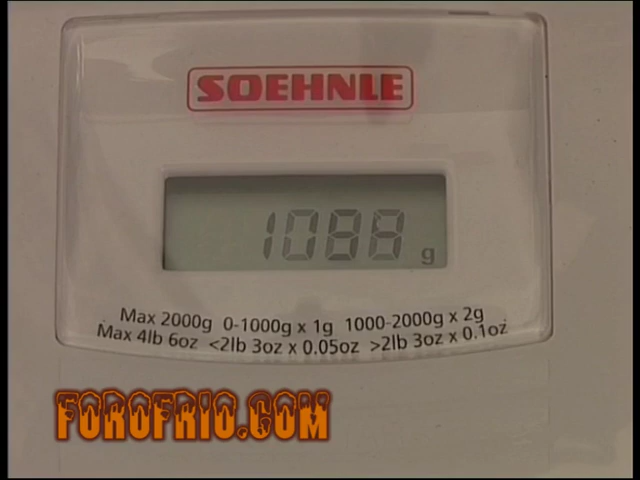 SOEHNLE
1088 g
Max 2000g 0-1000g x 1g 1000-2000g x 2g
Max 4lb 6oz <2lb 3oz x 0.05oz >2lb 3oz x 0.1oz
FOROFRIO.COM